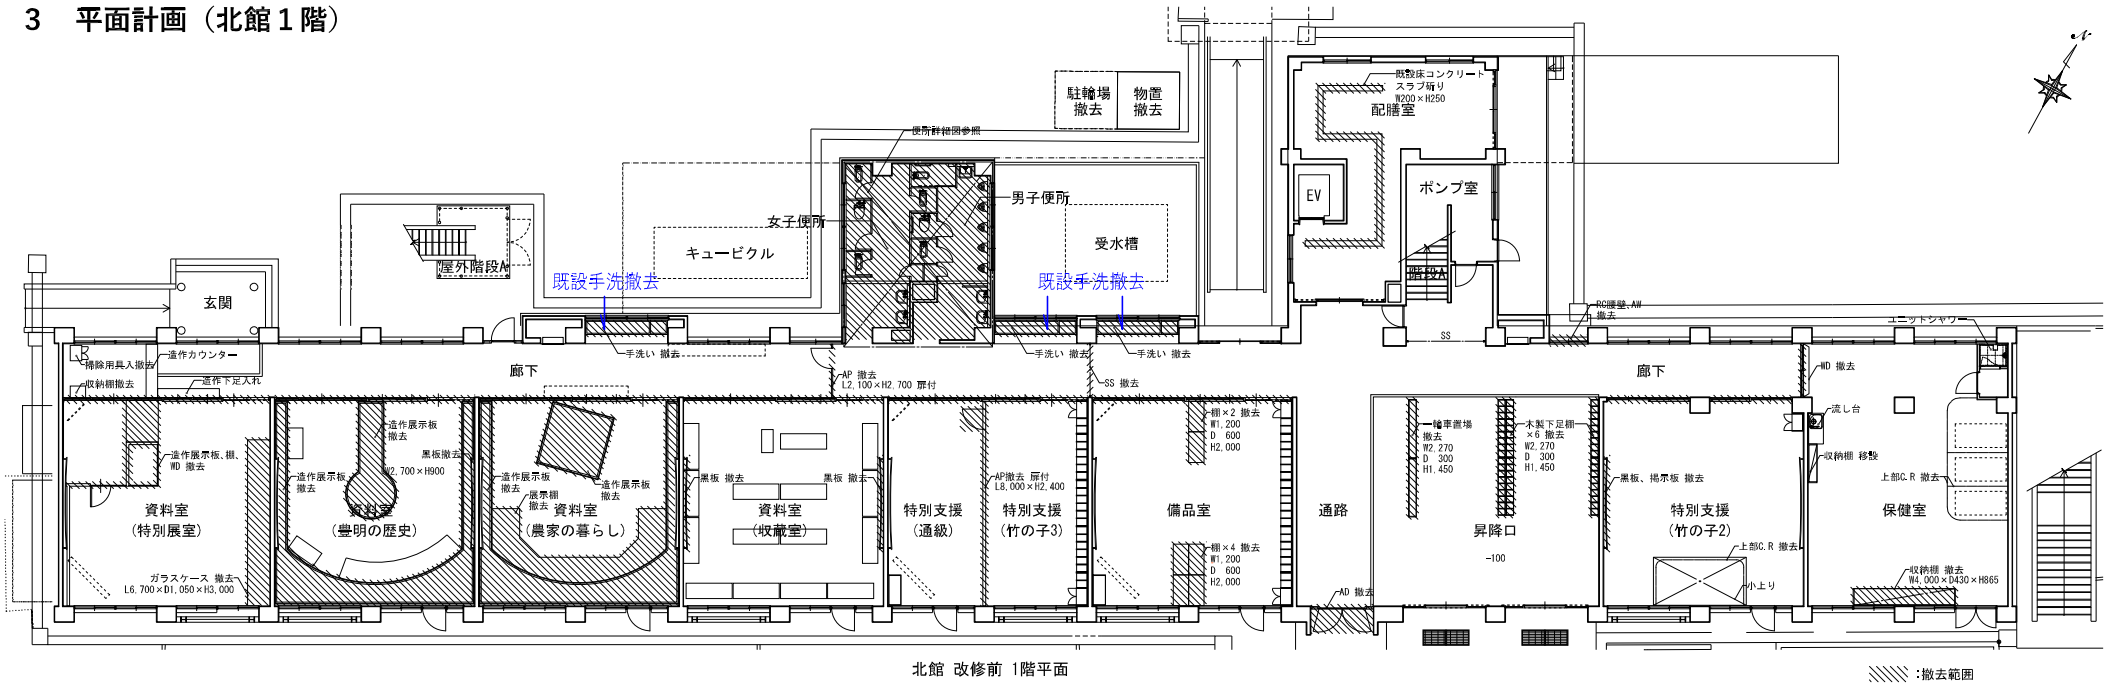 3　平面計画（北館１階）
N
駐輪場
撤去
物置
撤去
既設床コンクリート
スラブ斫り
W200×H250
配膳室
便所詳細図参照
EV
ポンプ室
男子便所
女子便所
キュービクル
受水槽
屋外階段A
階段A
既設手洗撤去
既設手洗撤去
玄関
RC腰壁、AW
撤去
ユニットシャワー
SS
手洗い 撤去
手洗い 撤去
手洗い 撤去
掃除用具入撤去
造作カウンター
収納棚撤去
造作下足入れ
廊下
AP 撤去
L2,100×H2,700 扉付
SS 撤去
廊下
WD 撤去
流し台
造作展示板、棚、
WD 撤去
造作展示板
撤去
W2,700×H900
黒板撤去
造作展示板
撤去
造作展示板
撤去
展示棚
撤去
造作展示板
撤去
黒板 撤去
黒板 撤去
AP撤去 扉付
L8,000×H2,400
棚×2 撤去
W1,200
D 600
H2,000
一輪車置場
撤去
W2,270
D 300
H1,450
木製下足棚
×6 撤去
W2,270
D 300
H1,450
黒板、掲示板 撤去
収納棚 移設
上部C.R 撤去
資料室
（特別展室）
資料室
（豊明の歴史）
資料室
（農家の暮らし）
資料室
（収蔵室）
特別支援
（通級）
特別支援
（竹の子3）
備品室
通路
昇降口
-100
特別支援
（竹の子2）
保健室
棚×4 撤去
W1,200
D 600
H2,000
ガラスケース 撤去
L6,700×D1,050×H3,000
AD 撤去
上部C.R 撤去
小上り
収納棚 撤去
W4,000×D430×H865
北館 改修前 1階平面
：撤去範囲